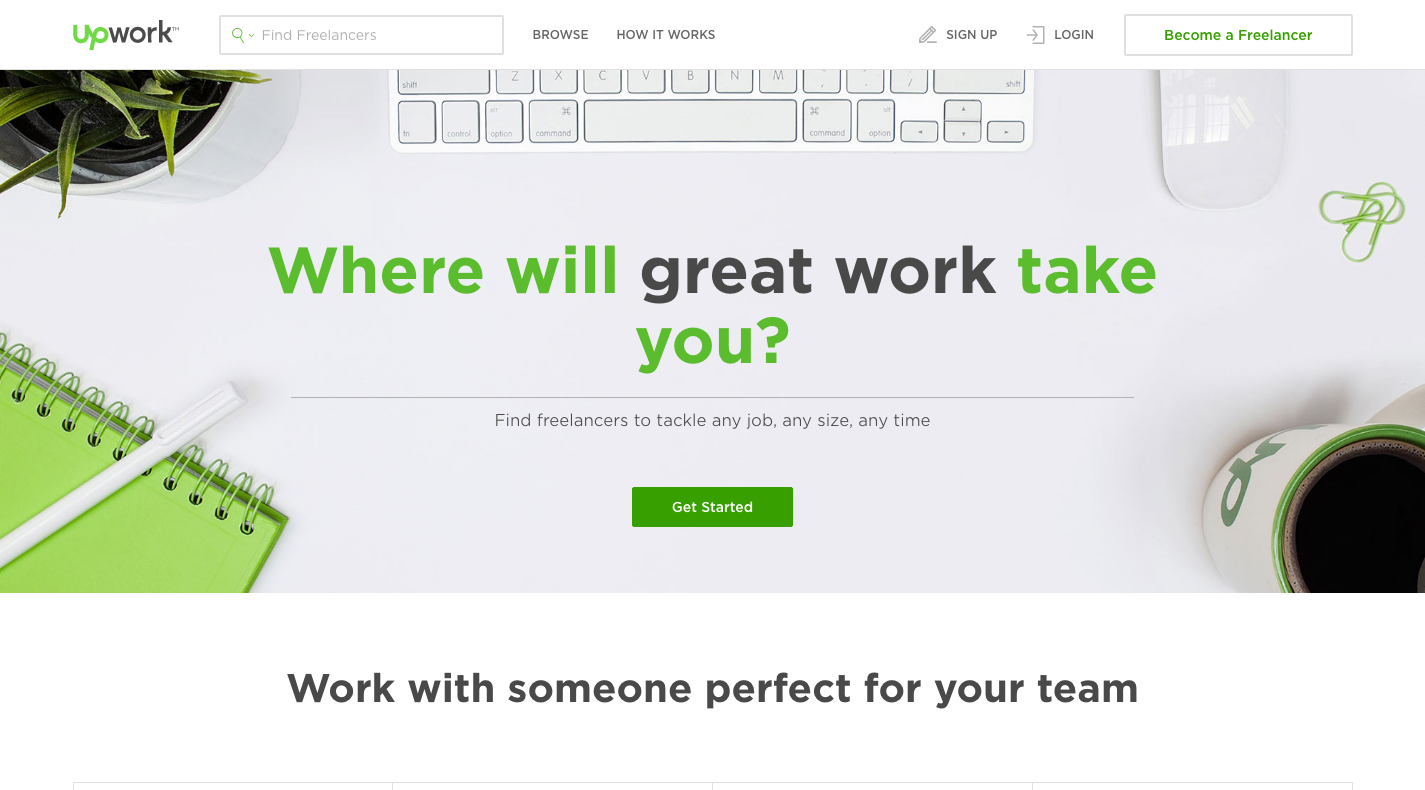 upwork™
Find Freelancers
BROWSE
HOW IT WORKS
SIGN UP
LOGIN
Become a Freelancer
shift Z X C V B N M , . / shift
fn control alt option ⌘ command ⌘ command alt option
Where will great work take
you?
Find freelancers to tackle any job, any size, any time
Get Started
Work with someone perfect for your team